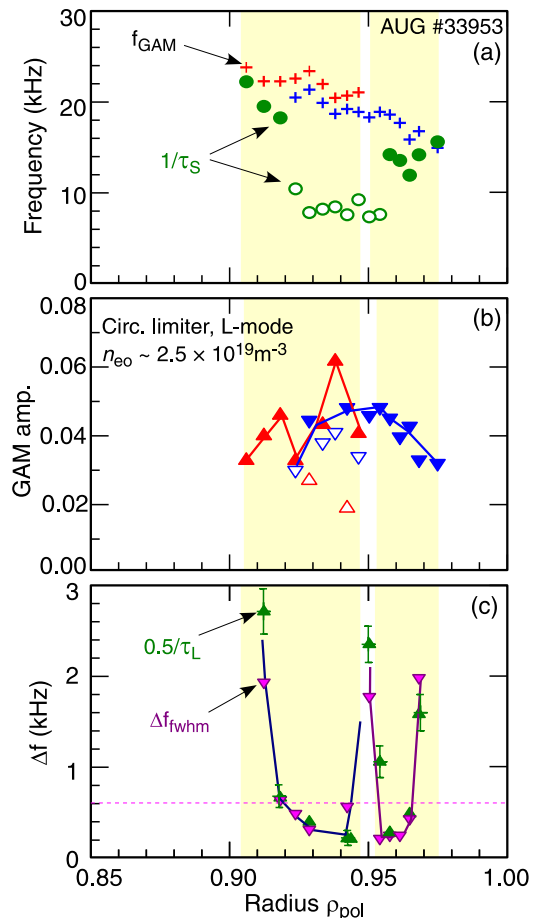 AUG #33953
(a)
f_GAM
1/τ_S
Frequency (kHz)
30
20
10
0
(b)
Circ. limiter, L-mode
n_eo ~ 2.5 × 10^19 m^-3
GAM amp.
0.08
0.06
0.04
0.02
0.00
(c)
0.5/τ_L
Δf_fwhm
Δf (kHz)
3
2
1
0
0.85 0.90 0.95 1.00
Radius ρ_pol